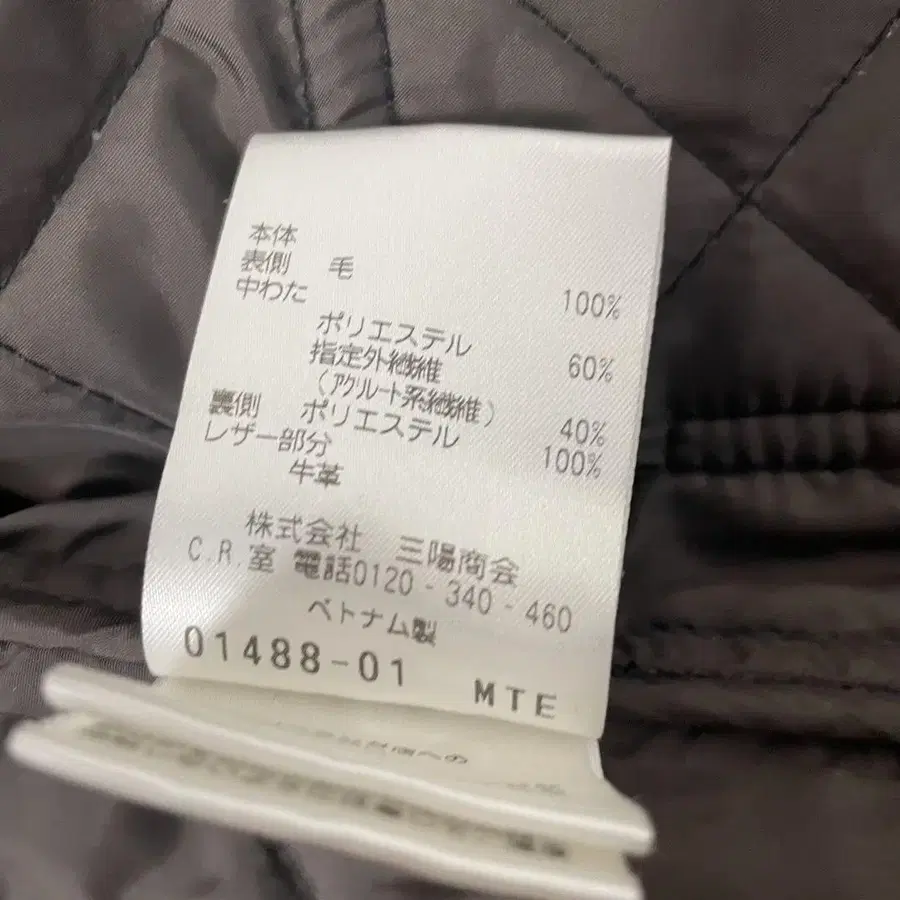 本体
表側 毛 100%
中わた
ポリエステル 60%
指定外繊維
(アクリルート系繊維) 40%
裏側 ポリエステル 100%
レザー部分
牛革
株式会社 三陽商会
C.R.室 電話0120-340-460
ベトナム製
01488-01 MTE